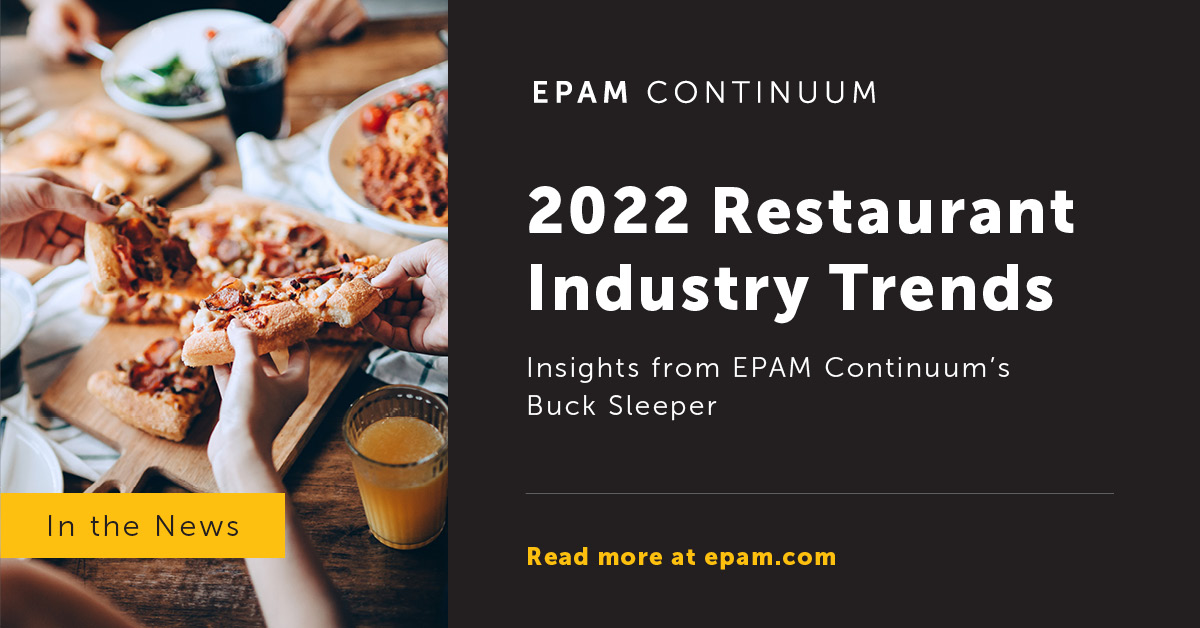 EPAM CONTINUUM
2022 Restaurant
Industry Trends
Insights from EPAM Continuum’s
Buck Sleeper
In the News
Read more at epam.com